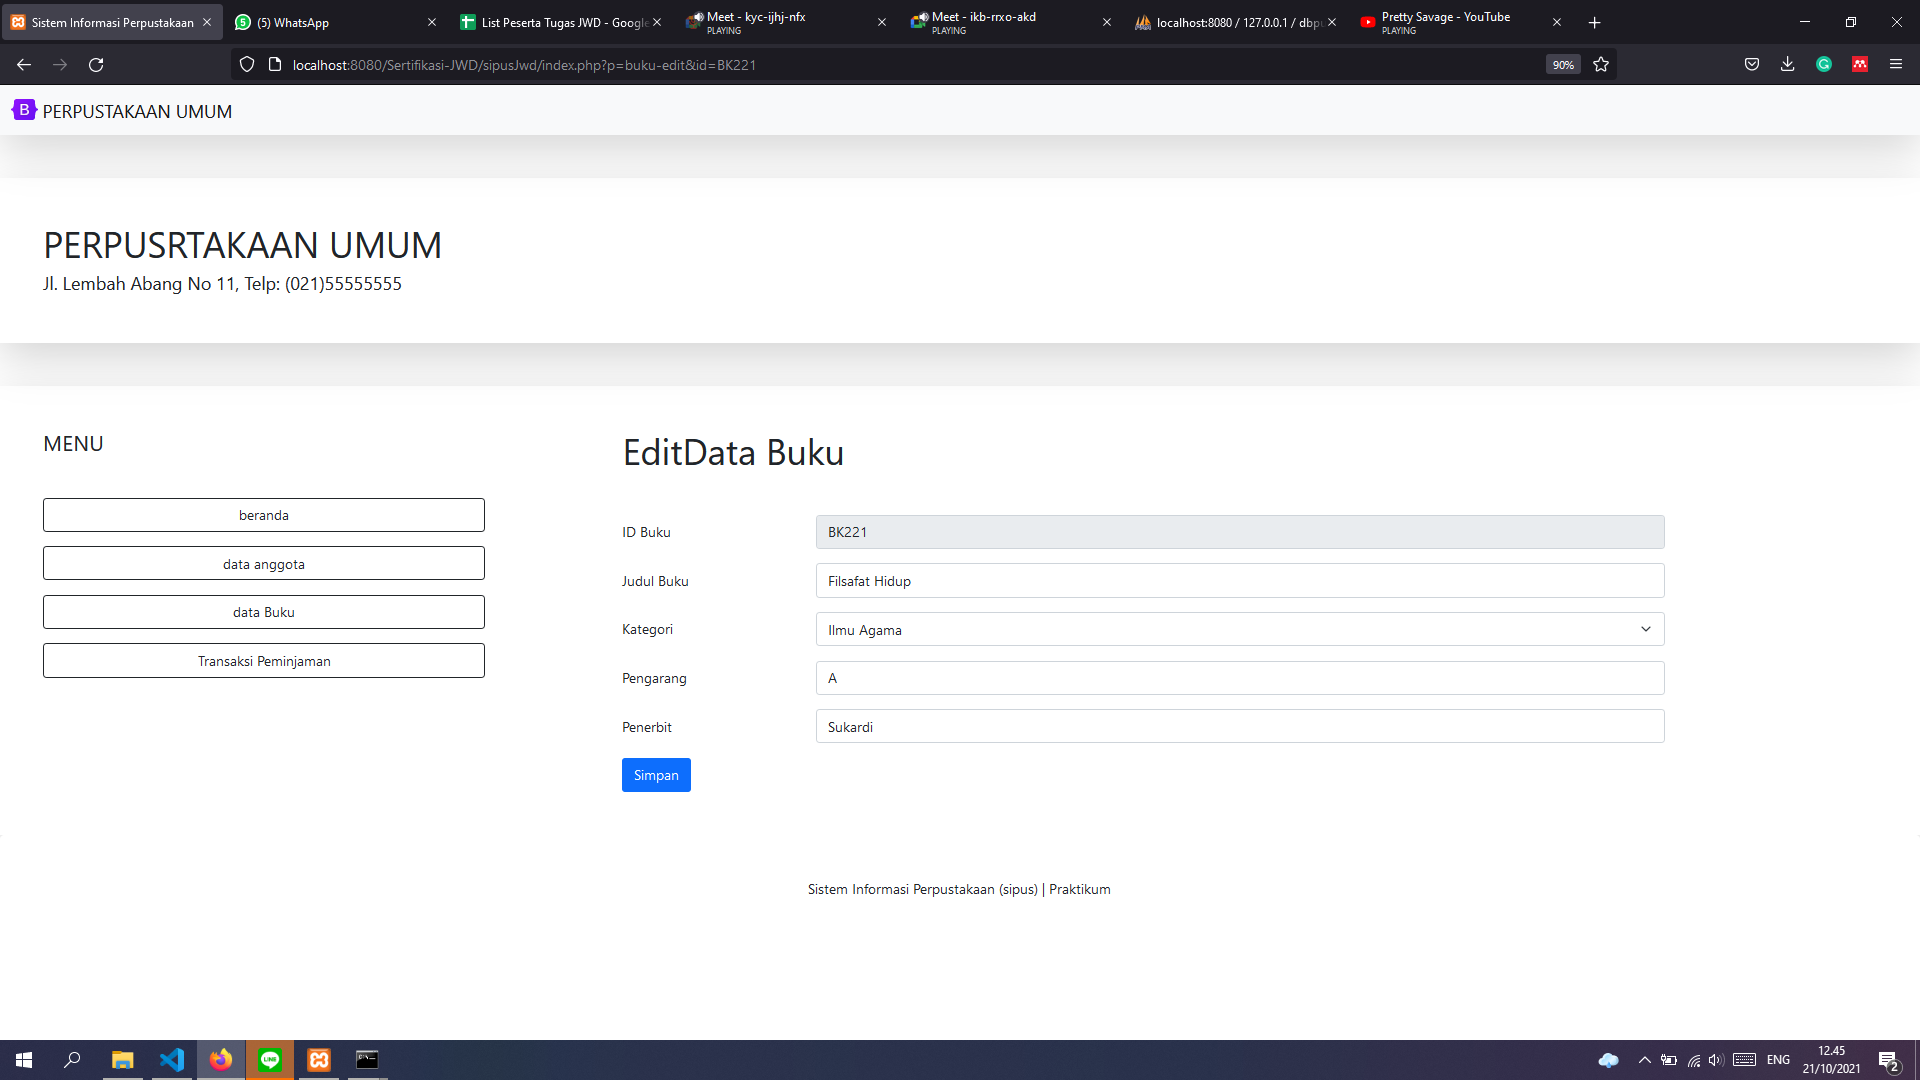 Sistem Informasi Perpustakaan
(5) WhatsApp
List Peserta Tugas JWD - Google
Meet - kyc-ijhj-nfx
PLAYING
Meet - ikb-rrxo-akd
PLAYING
localhost:8080 / 127.0.0.1 / dbpu
Pretty Savage - YouTube
PLAYING
localhost:8080/Sertifikasi-JWD/sipusJwd/index.php?p=buku-edit&id=BK221
90%
B PERPUSTAKAAN UMUM
PERPUSRTAKAAN UMUM
Jl. Lembah Abang No 11, Telp: (021)55555555
MENU
beranda
data anggota
data Buku
Transaksi Peminjaman
EditData Buku
ID Buku BK221
Judul Buku Filsafat Hidup
Kategori Ilmu Agama
Pengarang A
Penerbit Sukardi
Simpan
Sistem Informasi Perpustakaan (sipus) | Praktikum
LINE
ENG
12.45
21/10/2021
2